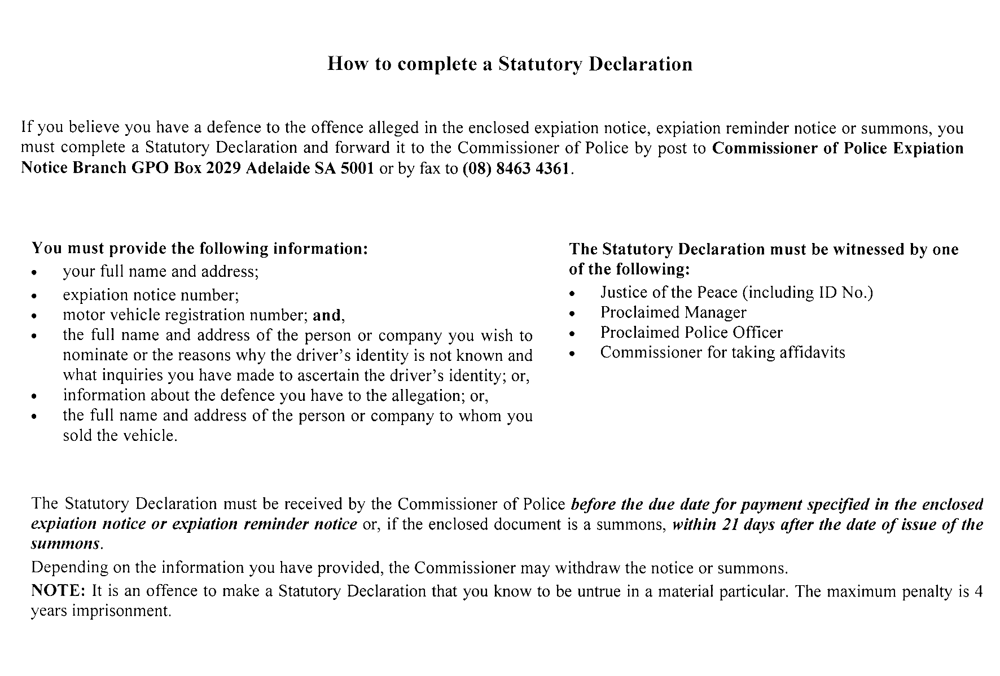 How to complete a Statutory Declaration
If you believe you have a defence to the offence alleged in the enclosed expiation notice, expiation reminder notice or summons, you
must complete a Statutory Declaration and forward it to the Commissioner of Police by post to Commissioner of Police Expiation
Notice Branch GPO Box 2029 Adelaide SA 5001 or by fax to (08) 8463 4361.
You must provide the following information:
• your full name and address;
• expiation notice number;
• motor vehicle registration number; and,
• the full name and address of the person or company you wish to
nominate or the reasons why the driver's identity is not known and
what inquiries you have made to ascertain the driver's identity; or,
• information about the defence you have to the allegation; or,
• the full name and address of the person or company to whom you
sold the vehicle.
The Statutory Declaration must be witnessed by one
of the following:
• Justice of the Peace (including ID No.)
• Proclaimed Manager
• Proclaimed Police Officer
• Commissioner for taking affidavits
The Statutory Declaration must be received by the Commissioner of Police before the due date for payment specified in the enclosed
expiation notice or expiation reminder notice or, if the enclosed document is a summons, within 21 days after the date of issue of the
summons.
Depending on the information you have provided, the Commissioner may withdraw the notice or summons.
NOTE: It is an offence to make a Statutory Declaration that you know to be untrue in a material particular. The maximum penalty is 4
years imprisonment.